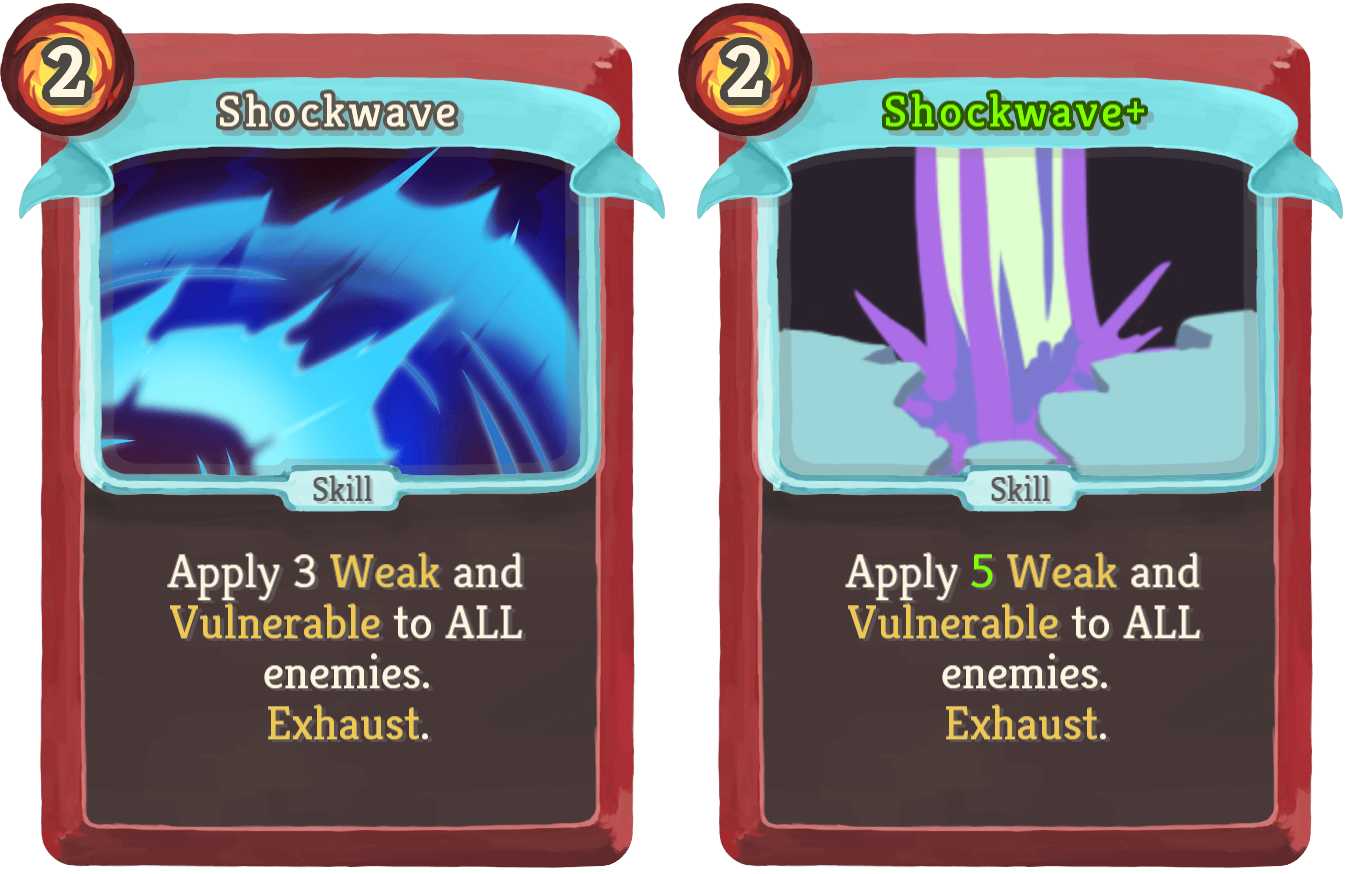 2
Shockwave
Skill
Apply 3 Weak and
Vulnerable to ALL
enemies.
Exhaust.
2
Shockwave+
Skill
Apply 5 Weak and
Vulnerable to ALL
enemies.
Exhaust.